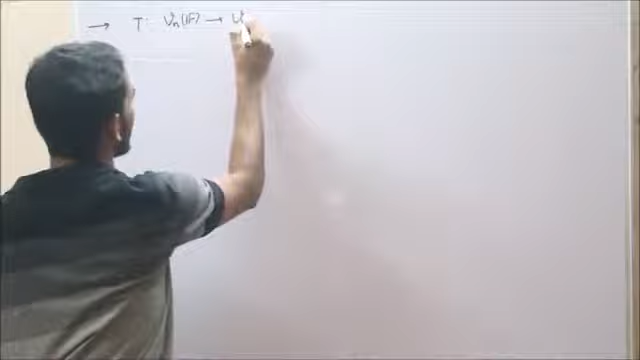 → T : Vn(F) → V